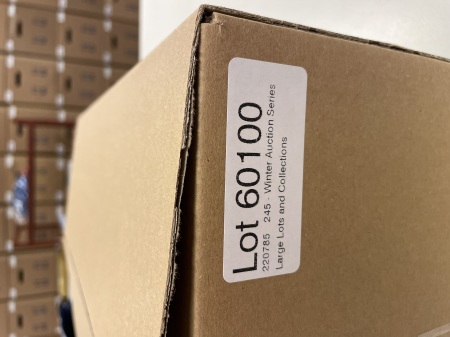 Lot 60100
220785 245 - Winter Auction Series
Large Lots and Collections